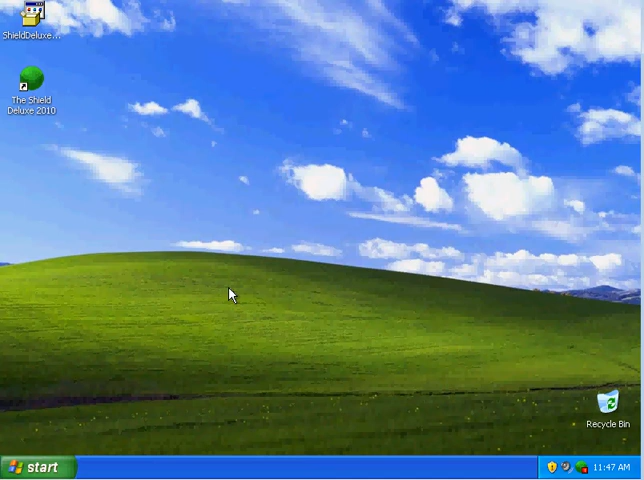 ShieldDeluxe...
The Shield
Deluxe 2010
Recycle Bin
start
11:47 AM